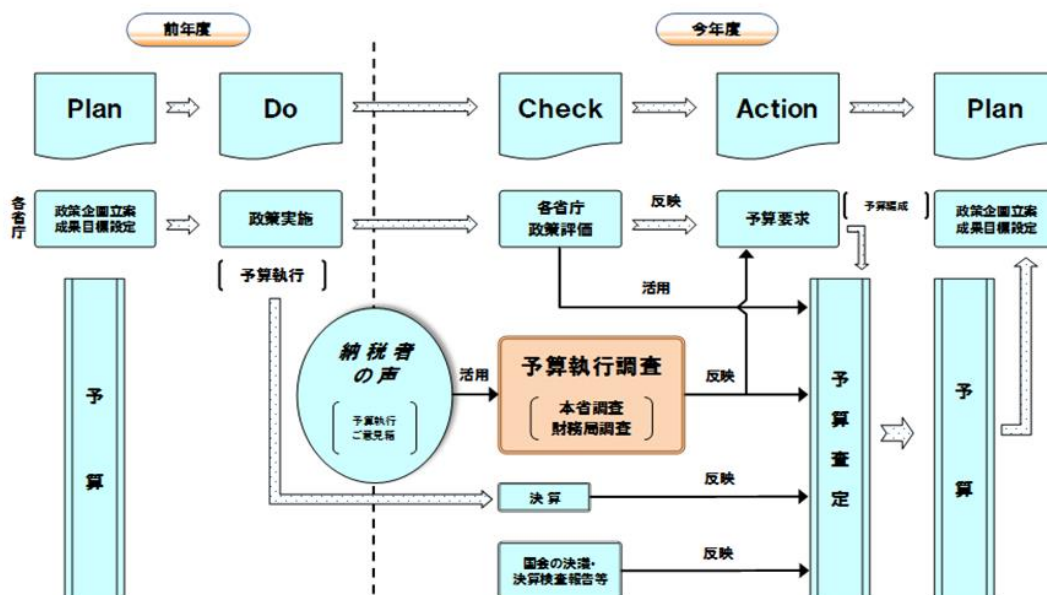 前年度
今年度
Plan
Do
Check
Action
Plan
各省庁
政策企画立案
成果目標設定
政策実施
各省庁
政策評価
反映
予算要求
予算編成
政策企画立案
成果目標設定
予算執行
活用
納税者
の声
予算執行
ご意見箱
活用
予算執行調査
本省調査
財務局調査
反映
予算
予算査定
予算
決算
反映
国会の決議・
決算検査報告等
反映